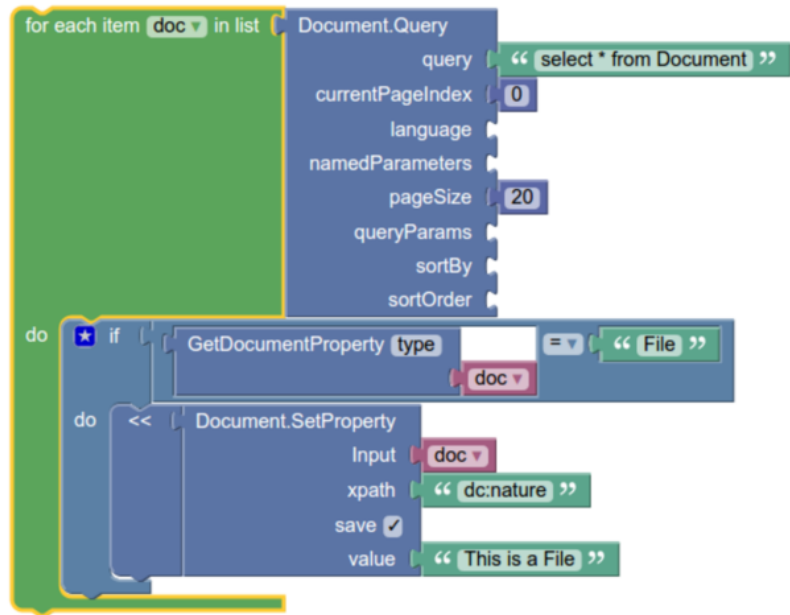 for each item doc ▾ in list Document.Query
query “ select * from Document ”
currentPageIndex 0
language
namedParameters
pageSize 20
queryParams
sortBy
sortOrder
do if GetDocumentProperty type = ▾ “ File ”
doc ▾
do << Document.SetProperty
Input doc ▾
xpath “ dc:nature ”
save ✓
value “ This is a File ”